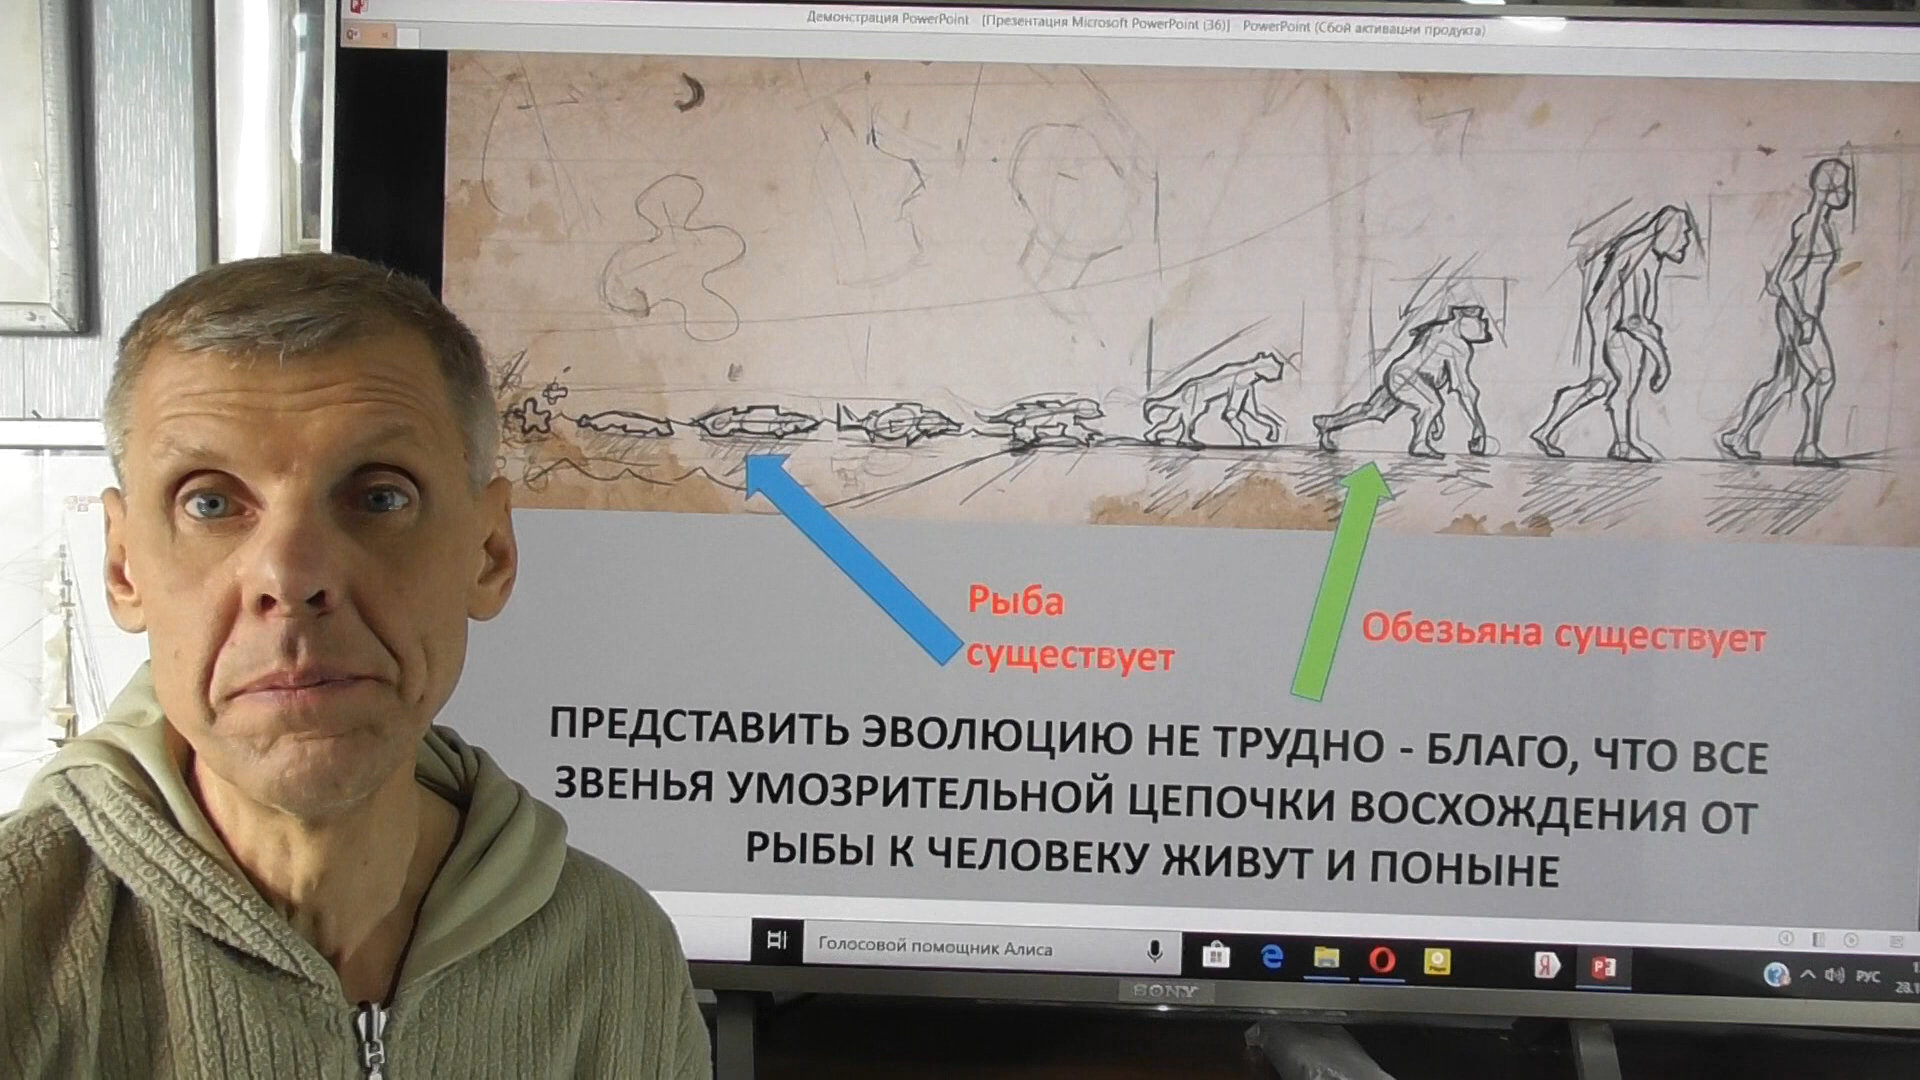 Демонстрация PowerPoint - [Презентация Microsoft PowerPoint (36)] - PowerPoint (Сбой активации продукта)
Рыба
существует
Обезьяна существует
ПРЕДСТАВИТЬ ЭВОЛЮЦИЮ НЕ ТРУДНО - БЛАГО, ЧТО ВСЕ
ЗВЕНЬЯ УМОЗРИТЕЛЬНОЙ ЦЕПОЧКИ ВОСХОЖДЕНИЯ ОТ
РЫБЫ К ЧЕЛОВЕКУ ЖИВУТ И ПОНЫНЕ
Голосовой помощник Алиса
РУС
SONY